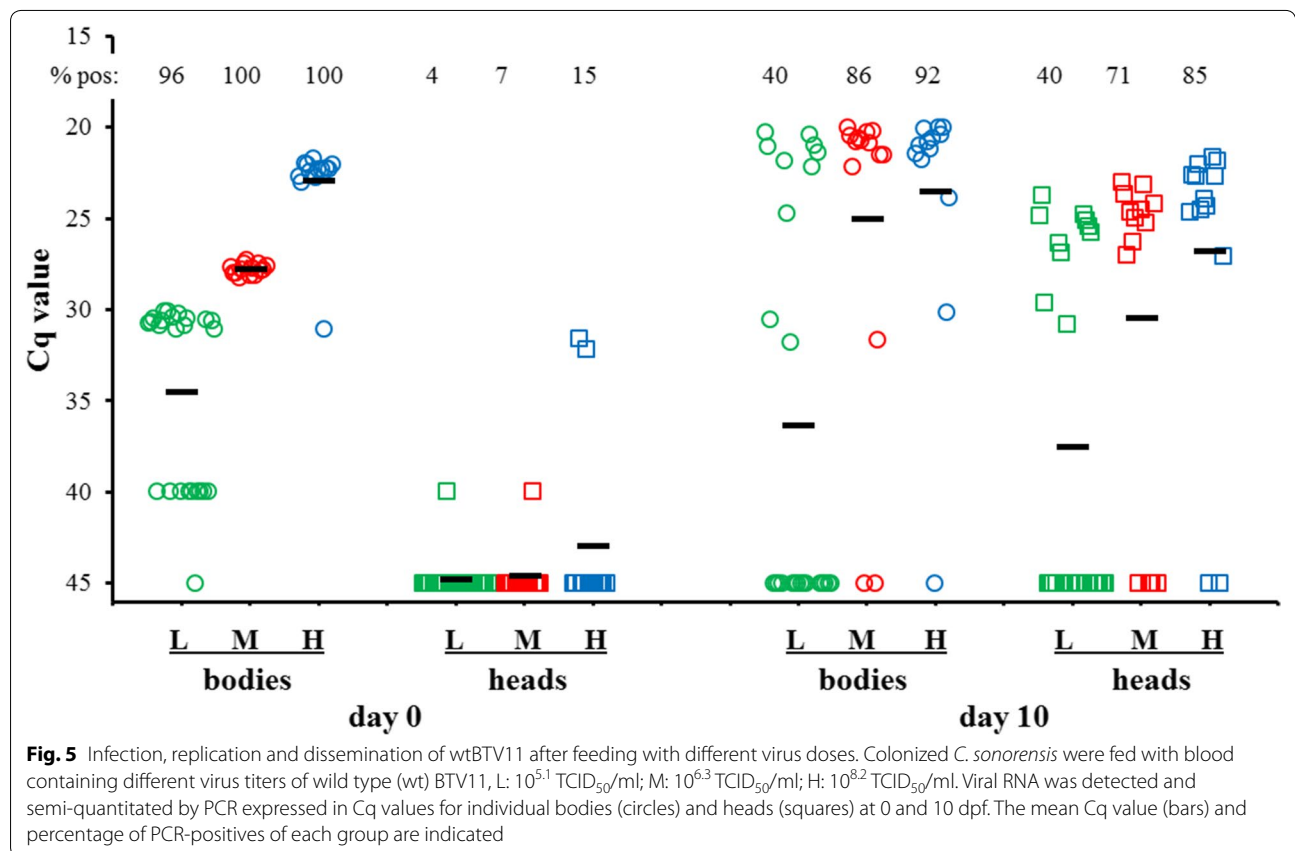 15
% pos: 96 100 100 4 7 15 40 86 92 40 71 85
20
25
30
35
40
45
Cq value
L M H L M H L M H L M H
bodies heads bodies heads
day 0 day 10
Fig. 5 Infection, replication and dissemination of wtBTV11 after feeding with different virus doses. Colonized C. sonorensis were fed with blood
containing different virus titers of wild type (wt) BTV11, L: 10^5.1 TCID50/ml; M: 10^6.3 TCID50/ml; H: 10^8.2 TCID50/ml. Viral RNA was detected and
semi-quantitated by PCR expressed in Cq values for individual bodies (circles) and heads (squares) at 0 and 10 dpf. The mean Cq value (bars) and
percentage of PCR-positives of each group are indicated